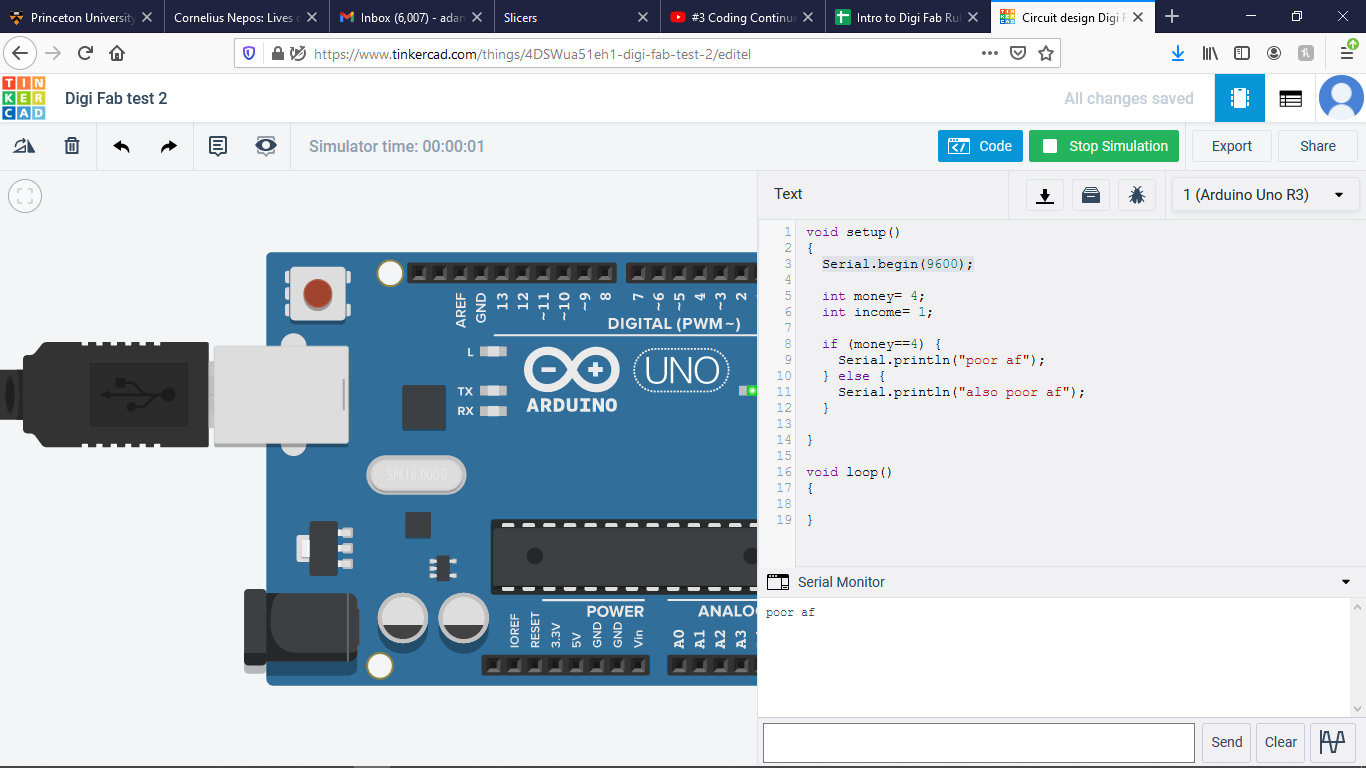 Princeton University
Cornelius Nepos: Lives
Inbox (6,007) - adar
Slicers
#3 Coding Continue
Intro to Digi Fab Rul
Circuit design Digi F
https://www.tinkercad.com/things/4DSWua51eh1-digi-fab-test-2/editel
TIN
KER
CAD
Digi Fab test 2
All changes saved
Simulator time: 00:00:01
Code
Stop Simulation
Export
Share
Text
1 (Arduino Uno R3)
1 void setup()
2 {
3 Serial.begin(9600);
4
5 int money= 4;
6 int income= 1;
7
8 if (money==4) {
9 Serial.println("poor af");
10 } else {
11 Serial.println("also poor af");
12 }
13
14 }
15
16 void loop()
17 {
18
19 }
Serial Monitor
poor af
Send
Clear
AREF
GND
13
12
~11
~10
~9
8
7
~6
~5
4
~3
2
DIGITAL (PWM~)
L
TX
RX
UNO
ARDUINO
SPK16.000G
POWER
ANALO
IOREF
RESET
3.3V
5V
GND
GND
Vin
A0
A1
A2
A3